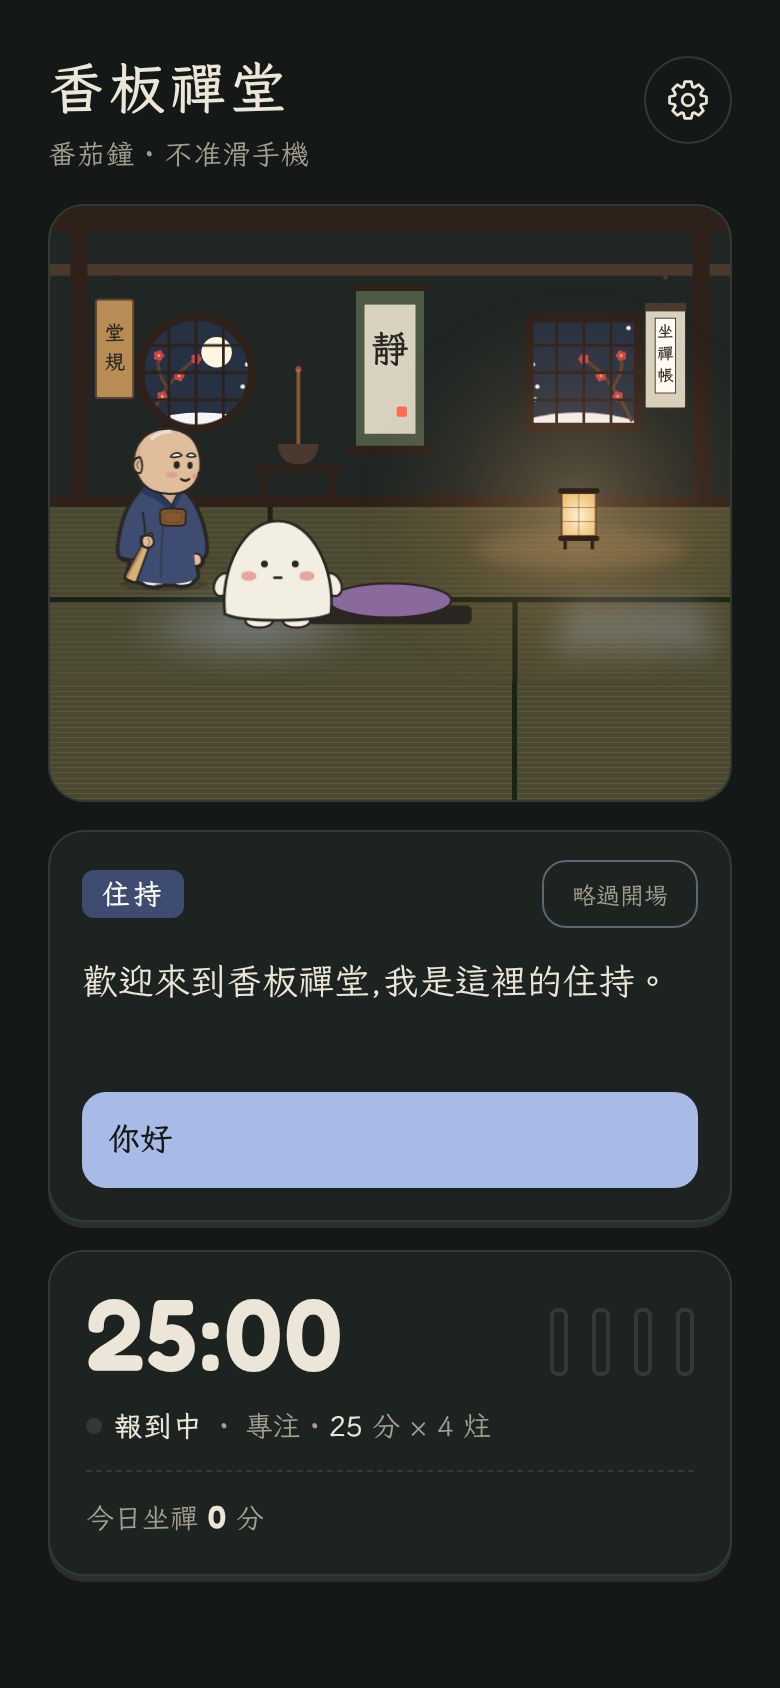 香板禪堂
番茄鐘・不准滑手機
堂規
靜
坐禪帳
住持
略過開場
歡迎來到香板禪堂,我是這裡的住持。
你好
25:00
報到中 · 專注・25 分 × 4 炷
今日坐禪 0 分